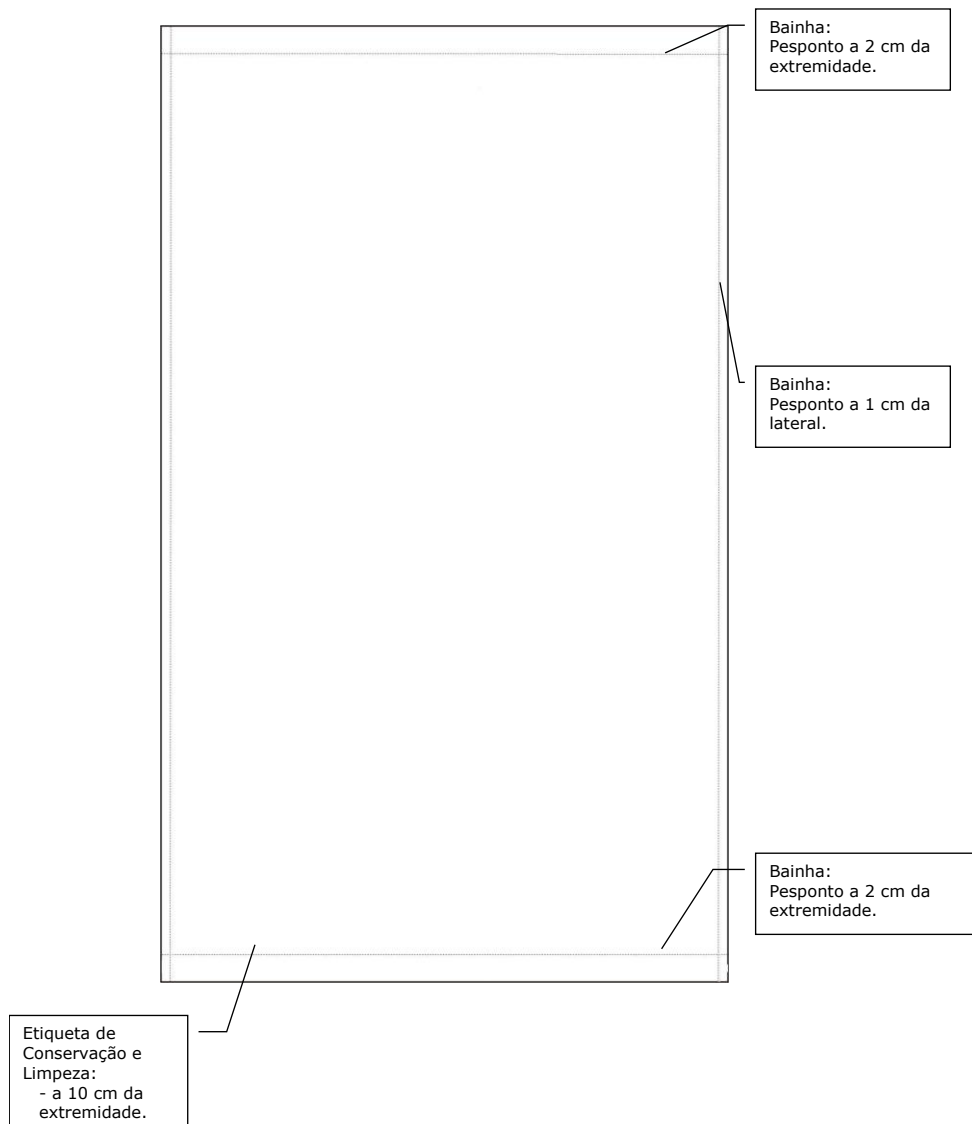 Bainha:
Pesponto a 2 cm da
extremidade.
Bainha:
Pesponto a 1 cm da
lateral.
Bainha:
Pesponto a 2 cm da
extremidade.
Etiqueta de
Conservação e
Limpeza:
- a 10 cm da
extremidade.